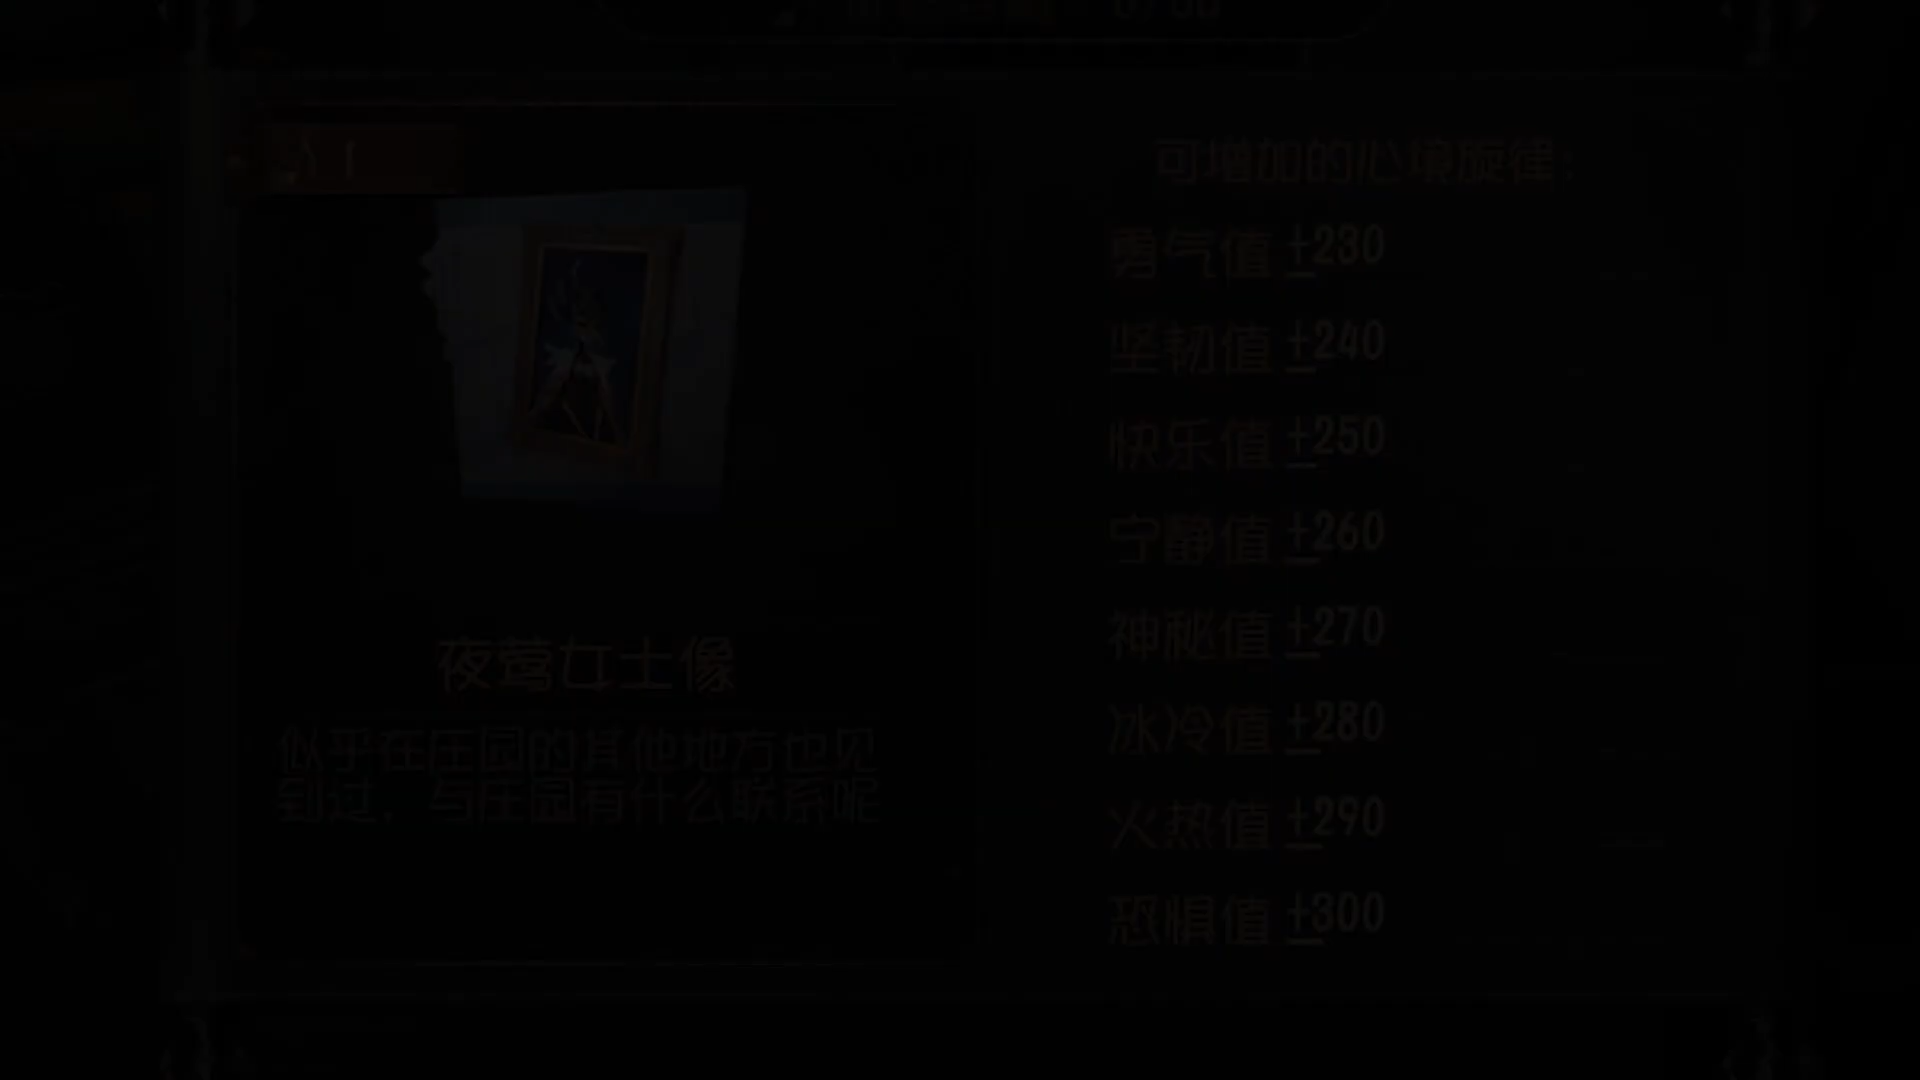 可增加的心境旋律：
勇气值 ±230
坚韧值 ±240
快乐值 ±250
宁静值 ±260
神秘值 ±270
冰冷值 ±280
火热值 ±290
恐惧值 ±300
夜莺女士像
似乎在庄园的其他地方也见
到过，与庄园有什么联系呢